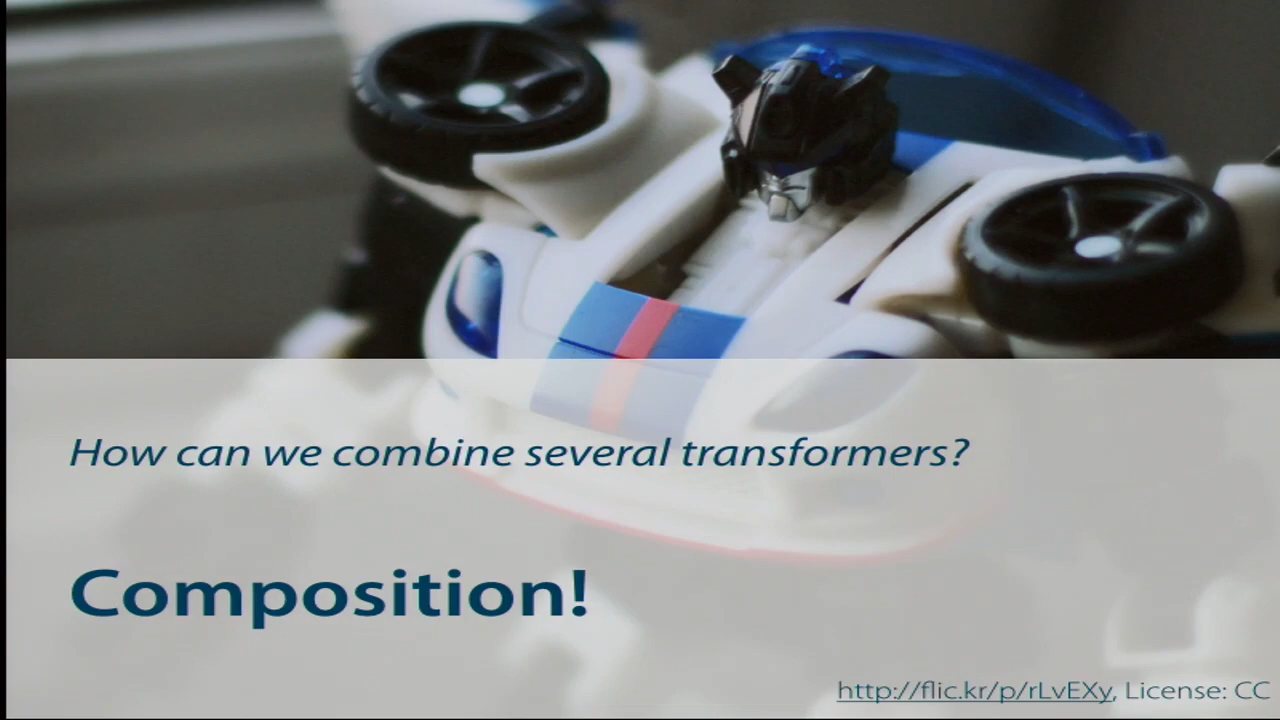 How can we combine several transformers?
Composition!
http://flic.kr/p/rLvEXy, License: CC